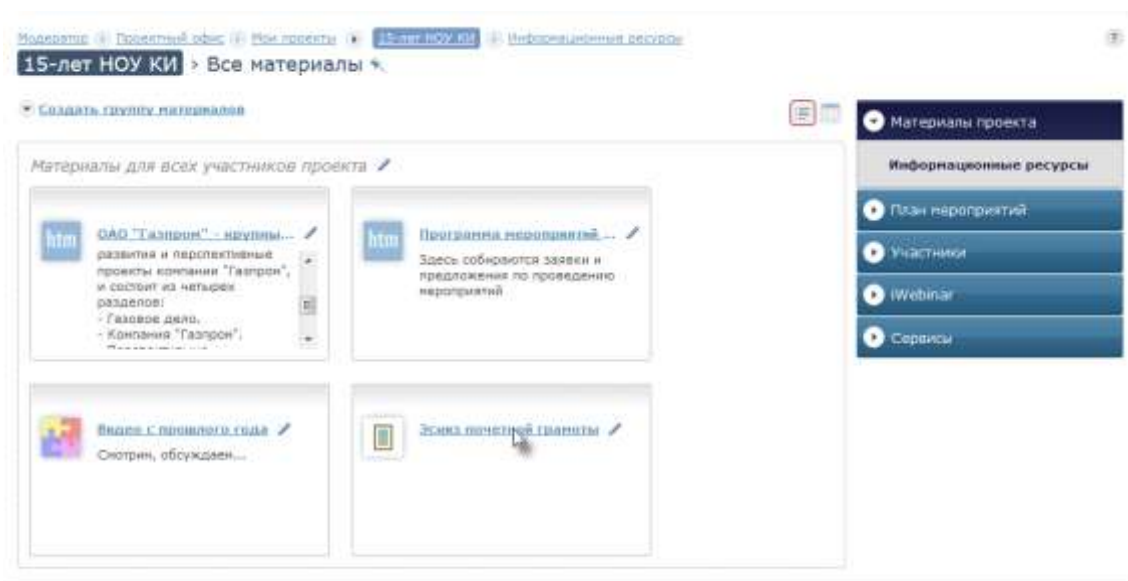 Модератор Проектный офис Мои проекты 15-лет НОУ КИ Информационные ресурсы
15-лет НОУ КИ > Все материалы
Создать группу материалов
Материалы для всех участников проекта
ОАО "Газпром" - крупны...
развития и перспективные
проекты компании "Газпром",
и состоит из четырех
разделов:
- Газовое дело,
- Компания "Газпром",
Программа мероприятий ...
Здесь собираются заявки и
предложения по проведению
мероприятий
Видео с прошлого года
Смотрим, обсуждаем...
Эскиз почетной грамоты
Материалы проекта
Информационные ресурсы
План мероприятий
Участники
iWebinar
Сервисы
htm
htm